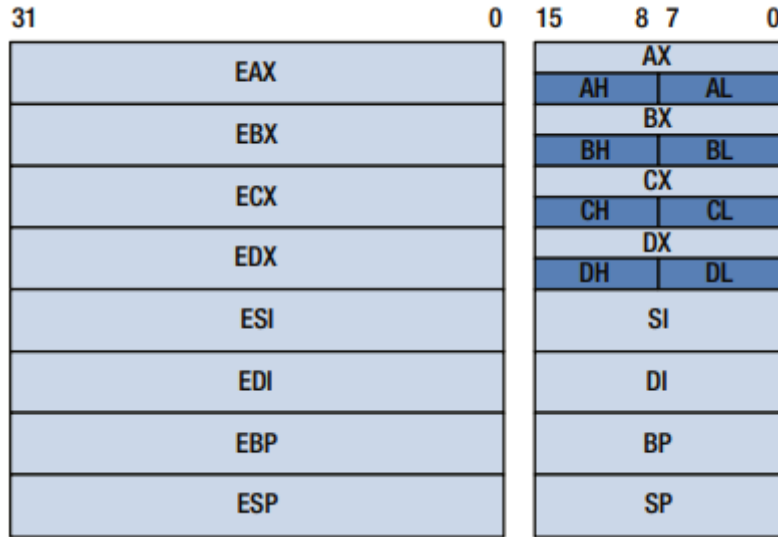 31 0 15 8 7 0
EAX AX
AH AL
EBX BX
BH BL
ECX CX
CH CL
EDX DX
DH DL
ESI SI
EDI DI
EBP BP
ESP SP